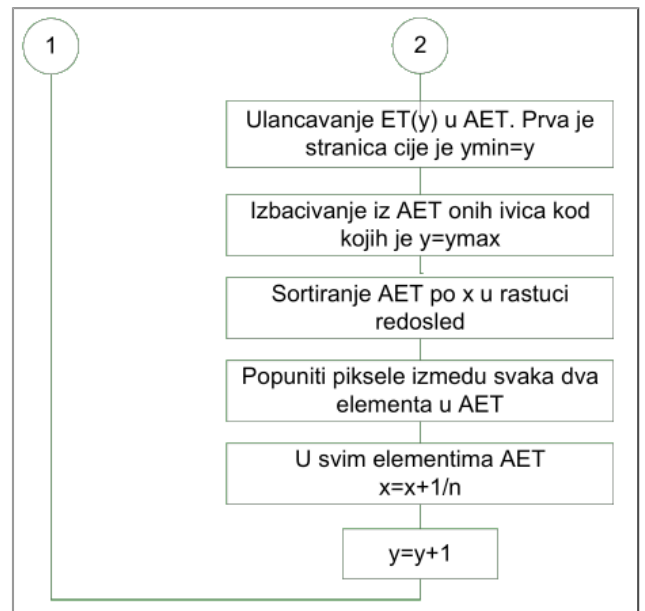 1
2
Ulancavanje ET(y) u AET. Prva je
stranica cije je ymin=y
Izbacivanje iz AET onih ivica kod
kojih je y=ymax
Sortiranje AET po x u rastuci
redosled
Popuniti piksele izmedu svaka dva
elementa u AET
U svim elementima AET
x=x+1/n
y=y+1